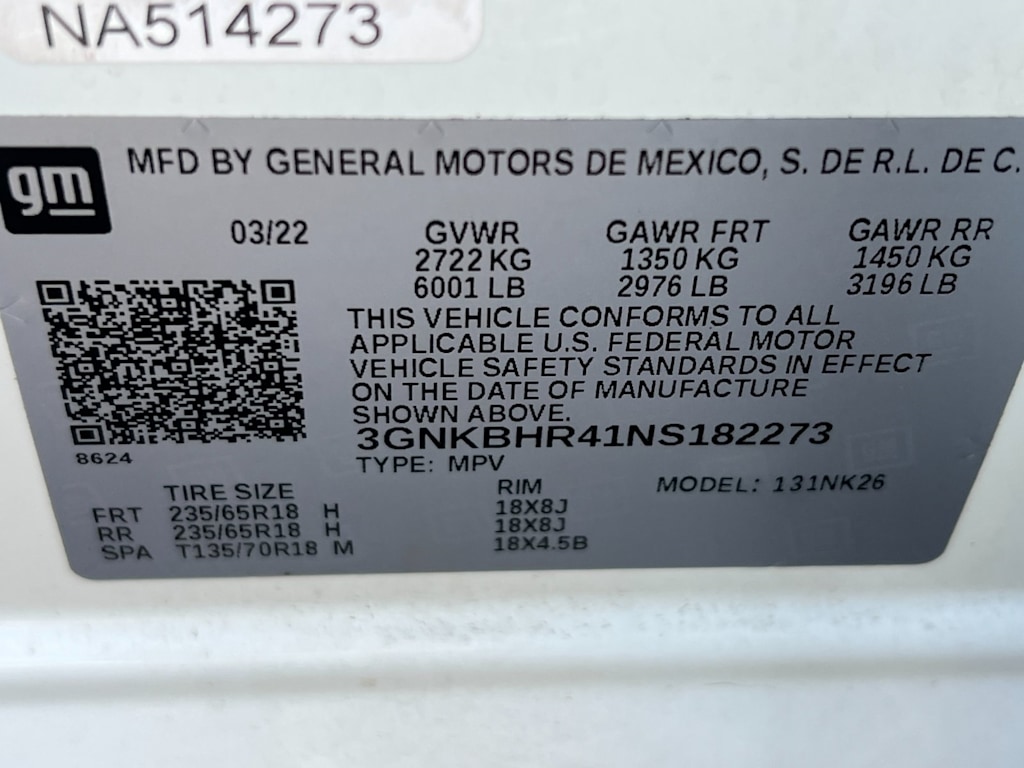 NA514273
gm
MFD BY GENERAL MOTORS DE MEXICO, S. DE R.L. DE C.
03/22
GVWR GAWR FRT GAWR RR
2722 KG 1350 KG 1450 KG
6001 LB 2976 LB 3196 LB
THIS VEHICLE CONFORMS TO ALL
APPLICABLE U.S. FEDERAL MOTOR
VEHICLE SAFETY STANDARDS IN EFFECT
ON THE DATE OF MANUFACTURE
SHOWN ABOVE.
3GNKBHR41NS182273
8624
TYPE: MPV
TIRE SIZE RIM MODEL: 131NK26
FRT 235/65R18 H 18X8J
RR 235/65R18 H 18X8J
SPA T135/70R18 M 18X4.5B